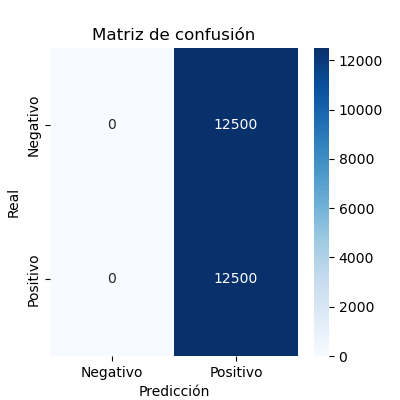 Matriz de confusión
Real
Negativo
0
12500
Positivo
0
12500
Negativo
Positivo
Predicción
12000
10000
8000
6000
4000
2000
0